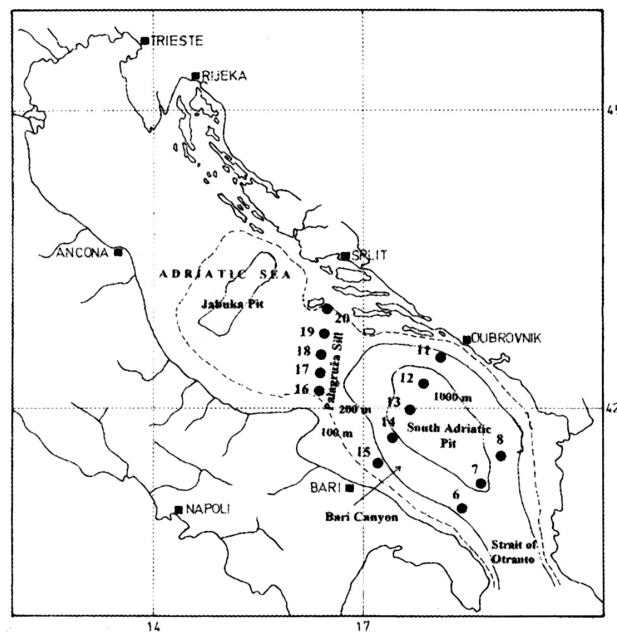 TRIESTE
RIJEKA
45
ANCONA
SPLIT
ADRIATIC SEA
Jabuka Pit
20
19
DUBROVNIK
18
11
17
Palagruža Sill
12
16
1000 m
13
200 m
42
14
South Adriatic
Pit
100 m
8
15
7
BARI
6
NAPOLI
Bari Canyon
Strait of
Otranto
14
17